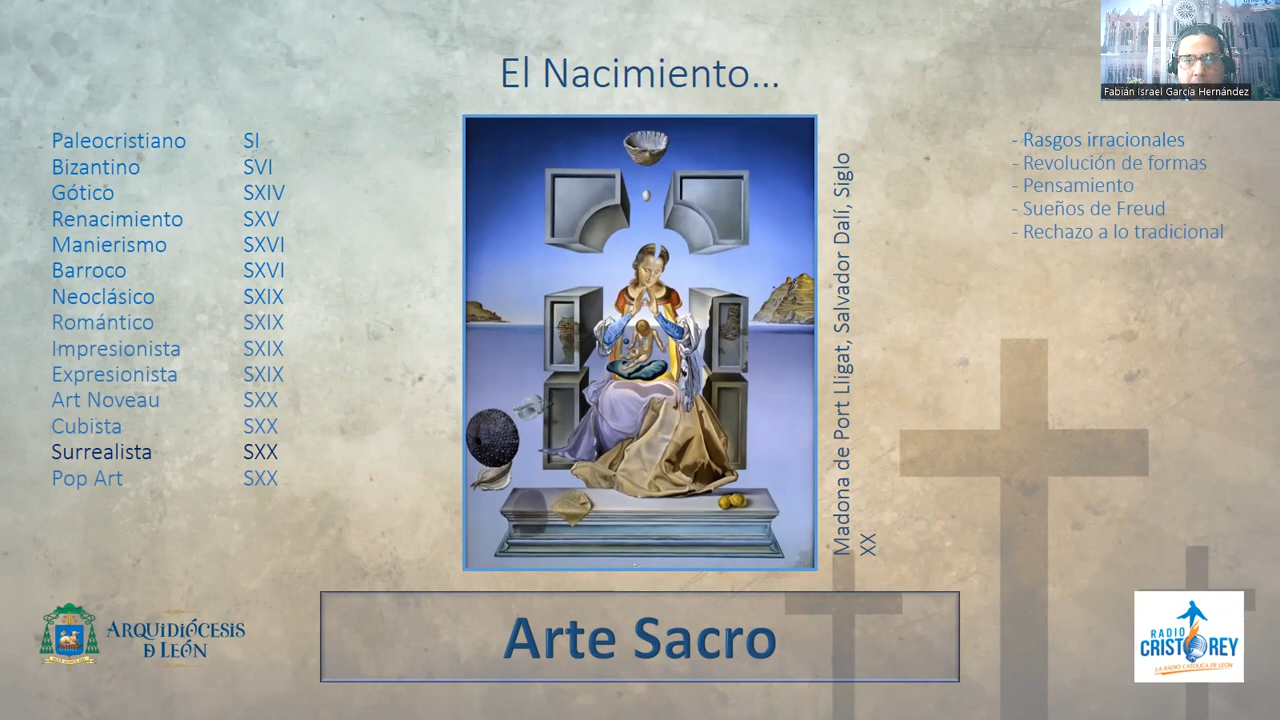 El Nacimiento...
Fabián Israel García Hernández
Paleocristiano SI
Bizantino SVI
Gótico SXIV
Renacimiento SXV
Manierismo SXVI
Barroco SXVI
Neoclásico SXIX
Romántico SXIX
Impresionista SXIX
Expresionista SXIX
Art Noveau SXX
Cubista SXX
Surrealista SXX
Pop Art SXX
Madona de Port Lligat, Salvador Dalí, Siglo
XX
- Rasgos irracionales
- Revolución de formas
- Pensamiento
- Sueños de Freud
- Rechazo a lo tradicional
ARQUIDIÓCESIS
D LEÓN
Arte Sacro
RADIO
CRISTO REY
LA RADIO CATÓLICA DE LEÓN